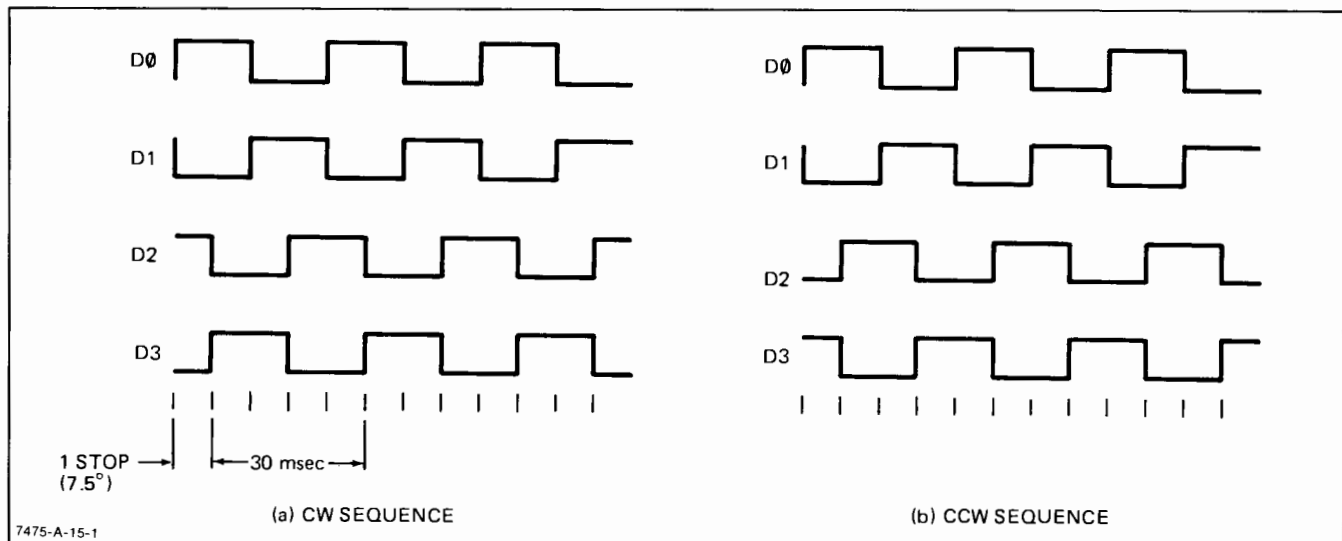 DØ
D1
D2
D3
1 STOP
(7.5°)
30 msec
(a) CW SEQUENCE
DØ
D1
D2
D3
(b) CCW SEQUENCE
7475-A-15-1